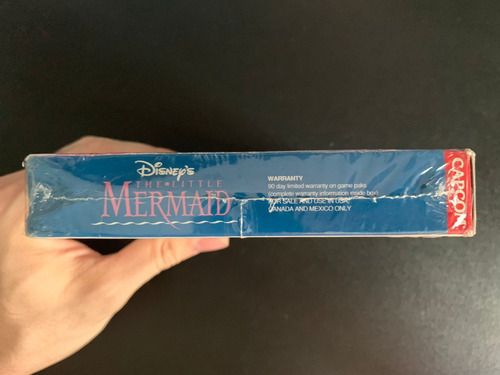 Disney's
THE LITTLE
MERMAID
WARRANTY
90 day limited warranty on game paks
(complete warranty information inside box)
FOR SALE AND USE IN USA,
CANADA AND MEXICO ONLY
CAPCOM